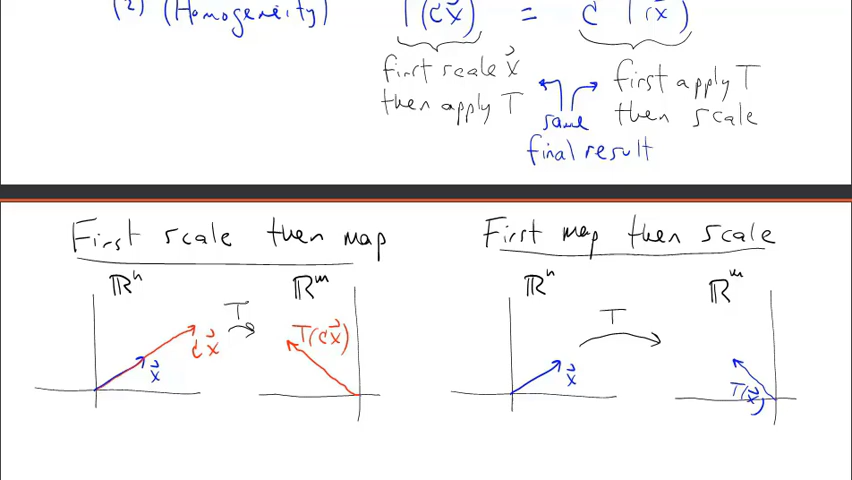 (2) (Homogeneity) T(cx⃗) = c T(x⃗)
first scale x⃗
then apply T
same
final result
first apply T
then scale
First scale then map
ℝⁿ
T
ℝᵐ
cx⃗
x⃗
T(cx⃗)
First map then scale
ℝⁿ
T
ℝᵐ
x⃗
T(x⃗)